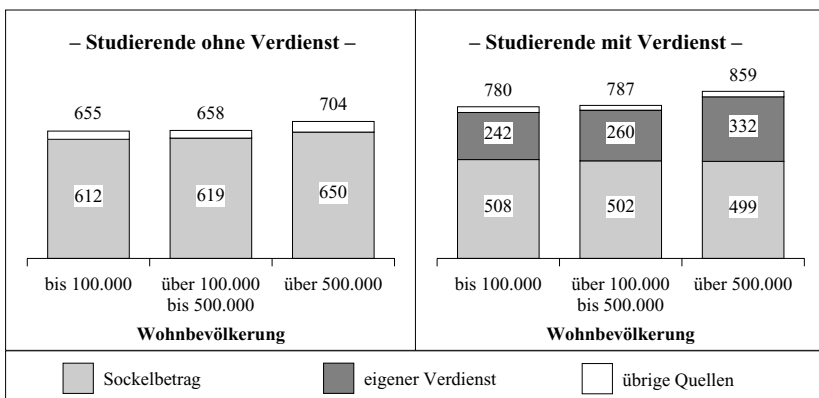 – Studierende ohne Verdienst –
655
658
704
612
619
650
bis 100.000
über 100.000
bis 500.000
über 500.000
Wohnbevölkerung
– Studierende mit Verdienst –
780
787
859
242
260
332
508
502
499
bis 100.000
über 100.000
bis 500.000
über 500.000
Wohnbevölkerung
Sockelbetrag
eigener Verdienst
übrige Quellen